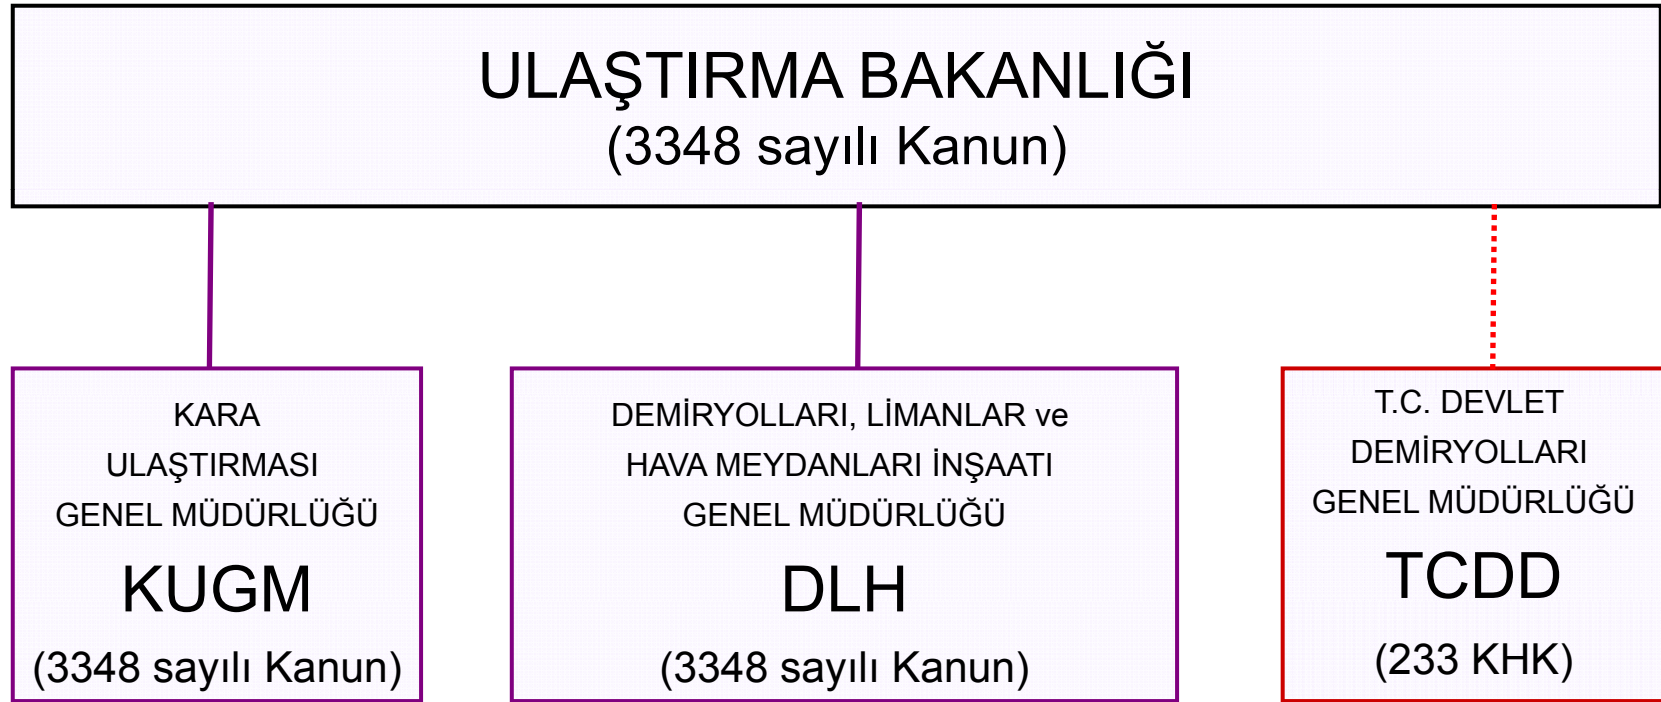 ULAŞTIRMA BAKANLIĞI
(3348 sayılı Kanun)
KARA
ULAŞTIRMASI
GENEL MÜDÜRLÜĞÜ
KUGM
(3348 sayılı Kanun)
DEMİRYOLLARI, LİMANLAR ve
HAVA MEYDANLARI İNŞAATI
GENEL MÜDÜRLÜĞÜ
DLH
(3348 sayılı Kanun)
T.C. DEVLET
DEMİRYOLLARI
GENEL MÜDÜRLÜĞÜ
TCDD
(233 KHK)